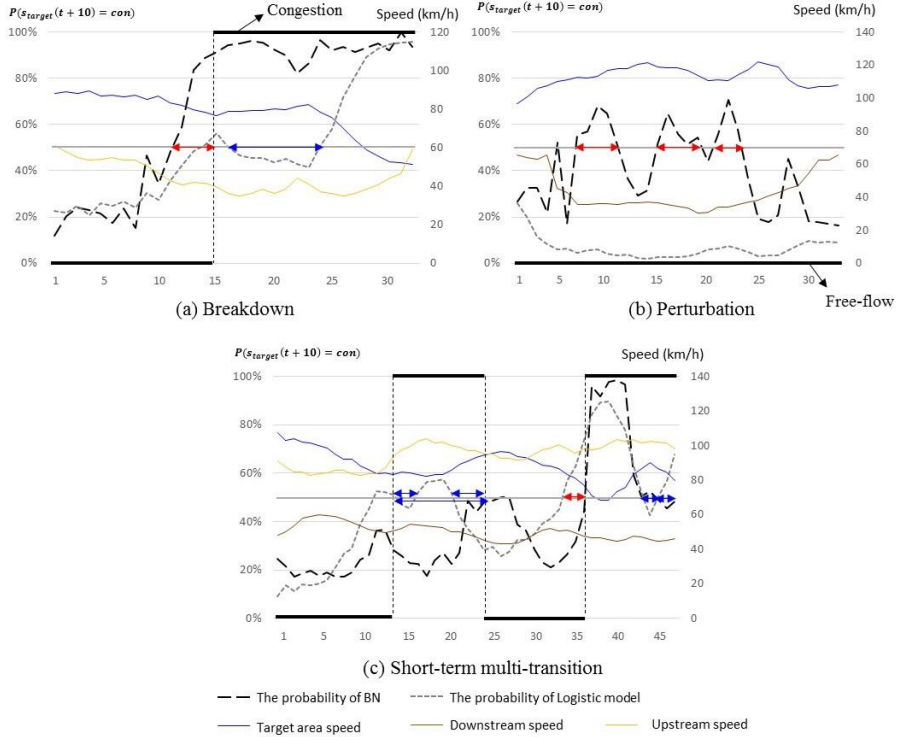 P(s_target(t + 10) = con)
Congestion
Speed (km/h)
100%
80%
60%
40%
20%
0%
120
100
80
60
40
20
0
1 5 10 15 20 25 30
(a) Breakdown
P(s_target(t + 10) = con)
Speed (km/h)
100%
80%
60%
40%
20%
0%
140
120
100
80
60
40
20
0
1 5 10 15 20 25 30
Free-flow
(b) Perturbation
P(s_target(t + 10) = con)
Speed (km/h)
100%
80%
60%
40%
20%
0%
140
120
100
80
60
40
20
0
1 5 10 15 20 25 30 35 40 45
(c) Short-term multi-transition
The probability of BN
The probability of Logistic model
Target area speed
Downstream speed
Upstream speed